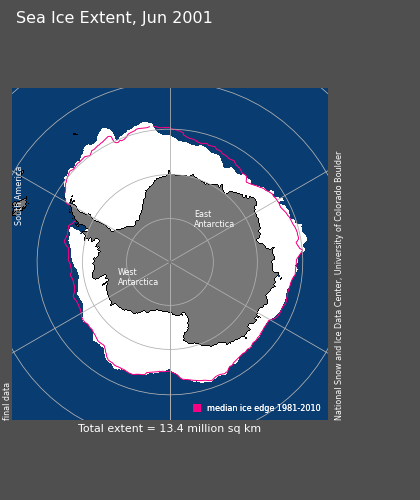 Sea Ice Extent, Jun 2001
South America
East
Antarctica
West
Antarctica
National Snow and Ice Data Center, University of Colorado Boulder
final data
median ice edge 1981-2010
Total extent = 13.4 million sq km